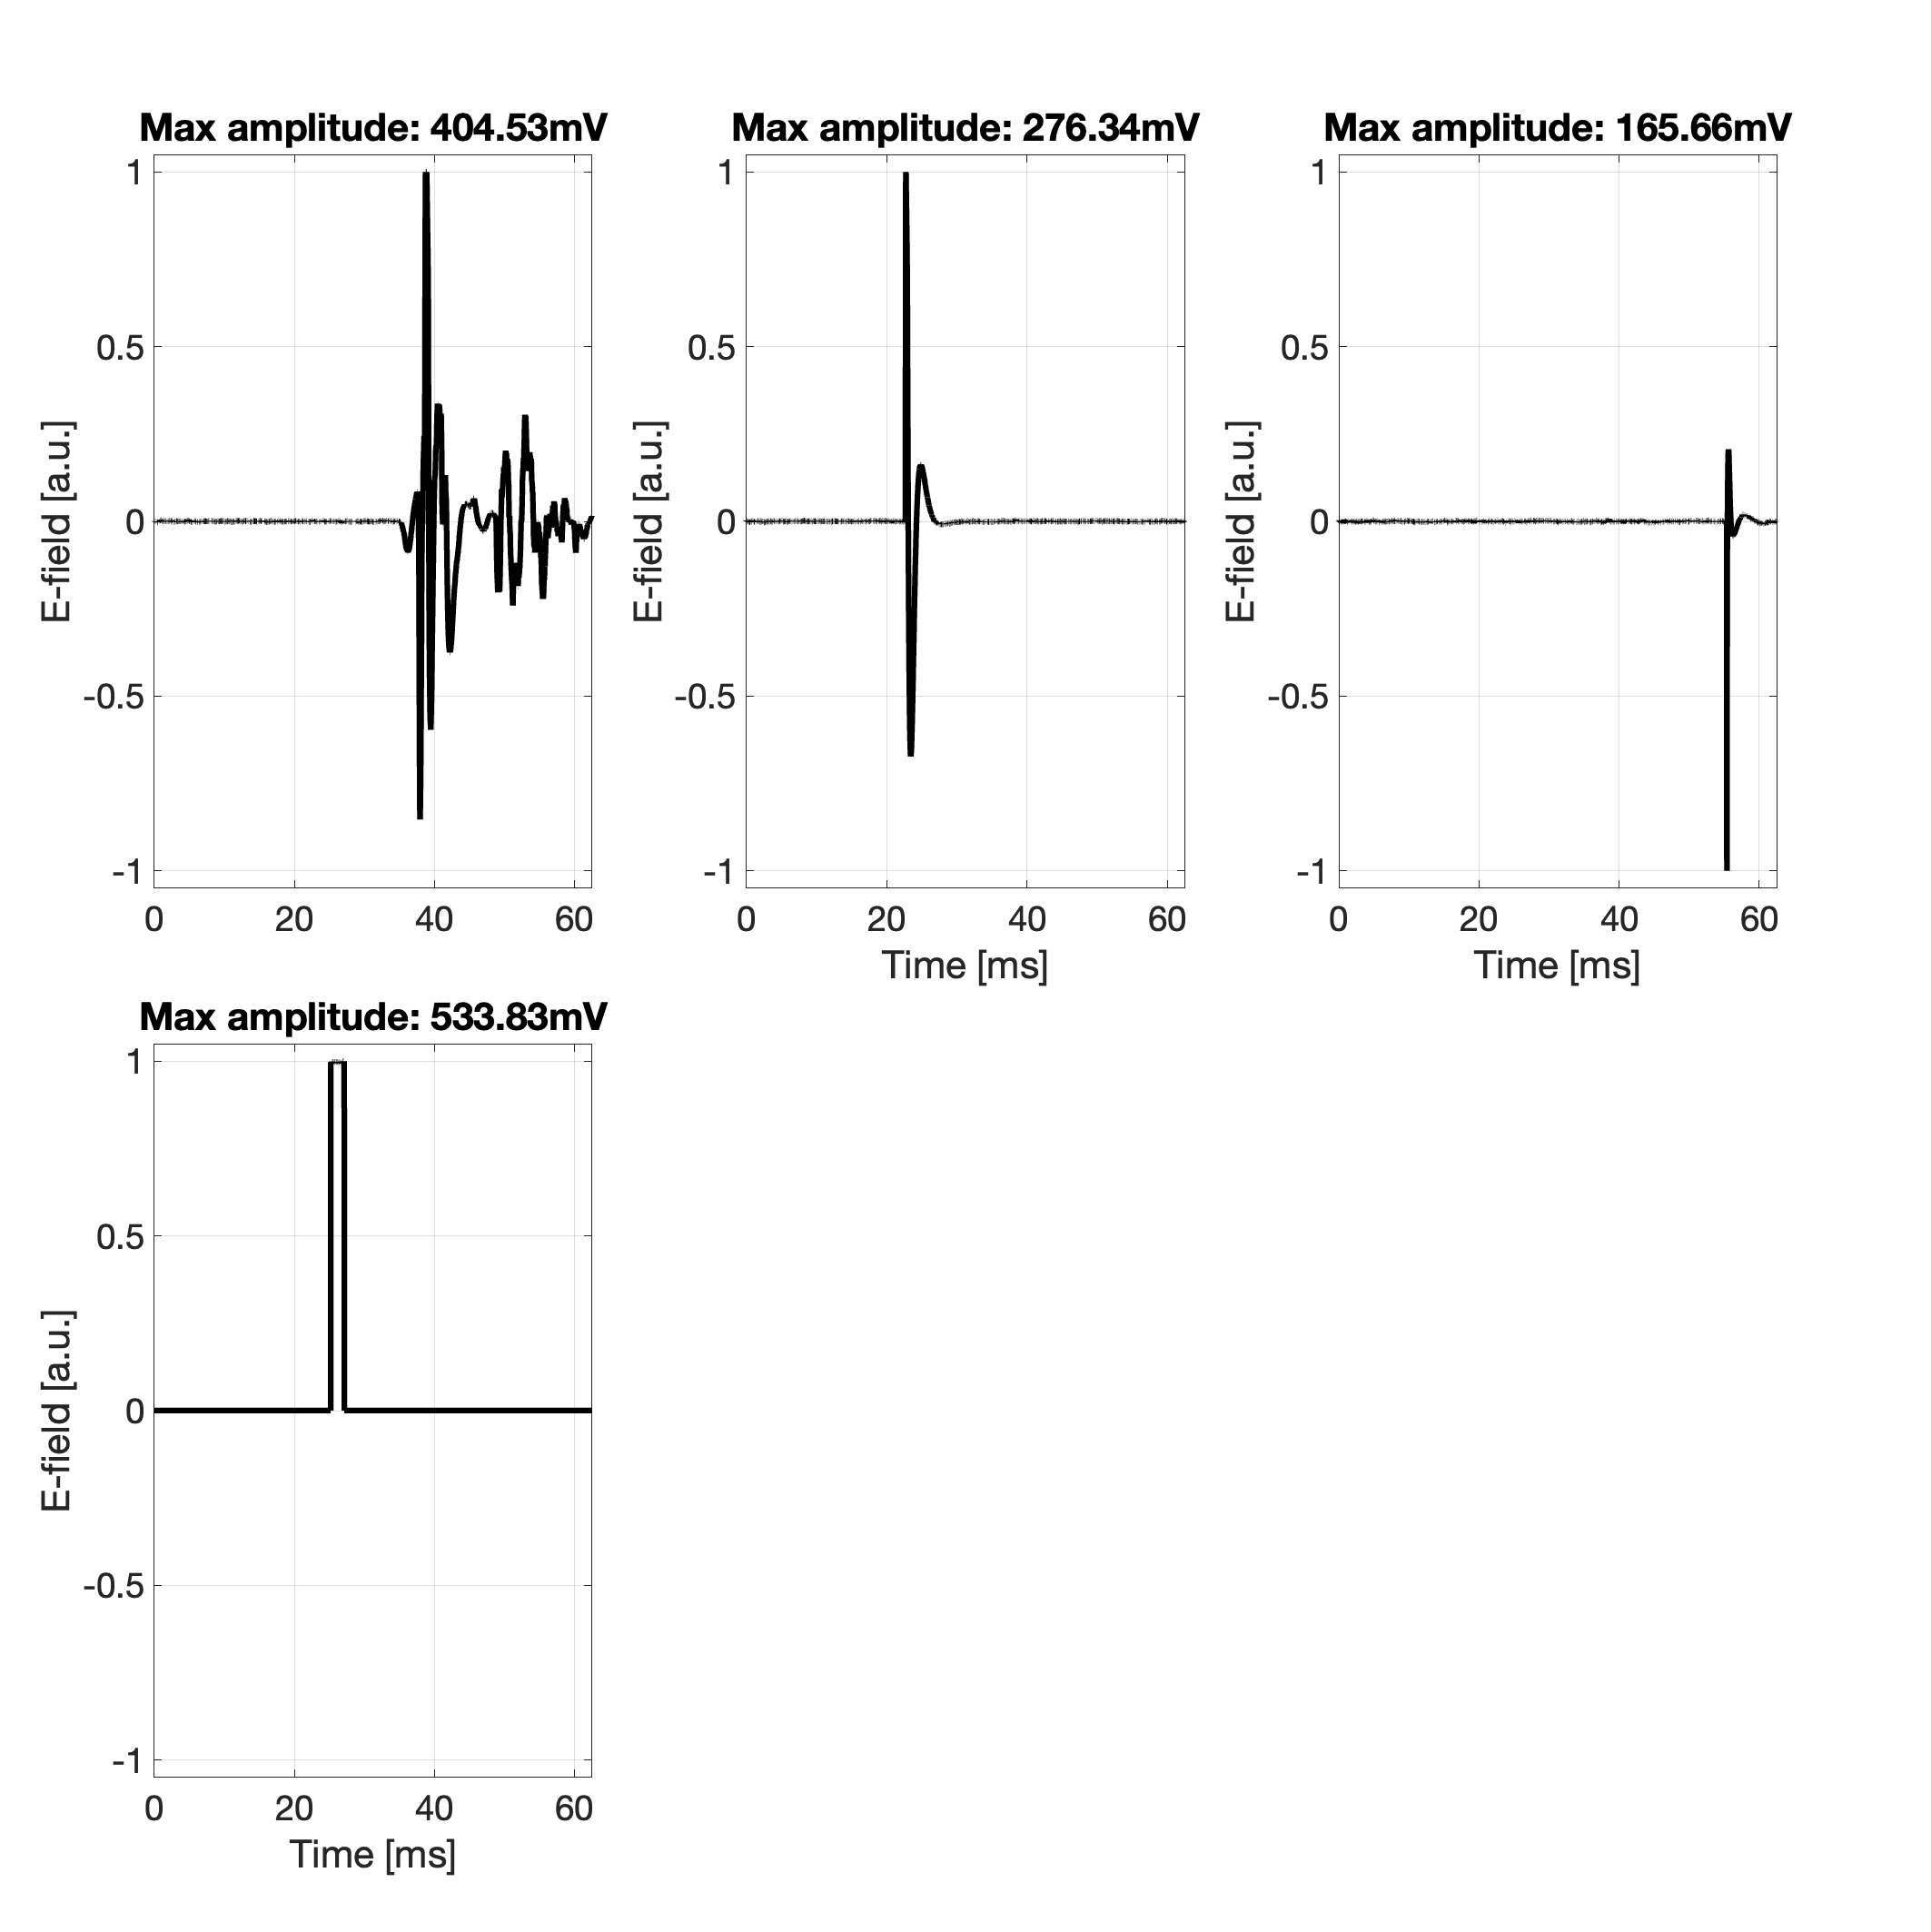 Max amplitude: 404.53mV
1
0.5
0
-0.5
-1
E-field [a.u.]
0 20 40 60
Max amplitude: 276.34mV
1
0.5
0
-0.5
-1
E-field [a.u.]
0 20 40 60
Time [ms]
Max amplitude: 165.66mV
1
0.5
0
-0.5
-1
E-field [a.u.]
0 20 40 60
Time [ms]
Max amplitude: 533.83mV
1
0.5
0
-0.5
-1
E-field [a.u.]
0 20 40 60
Time [ms]